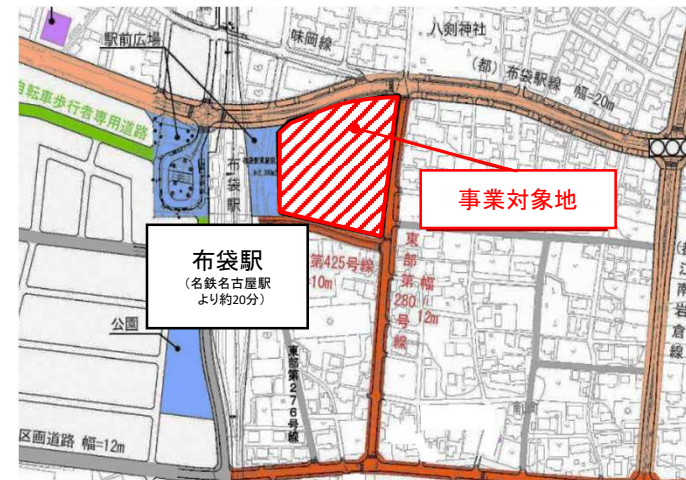 駅前広場
味岡線
八剣神社
(都) 布袋駅線 幅=20m
自転車歩行者専用道路
布袋駅
事業対象地
布袋駅
(名鉄名古屋駅
より約20分)
第425号線
=10m
東部第280号線
幅12m
公園
東部第276号線
江南岩倉線
区画道路 幅=12m